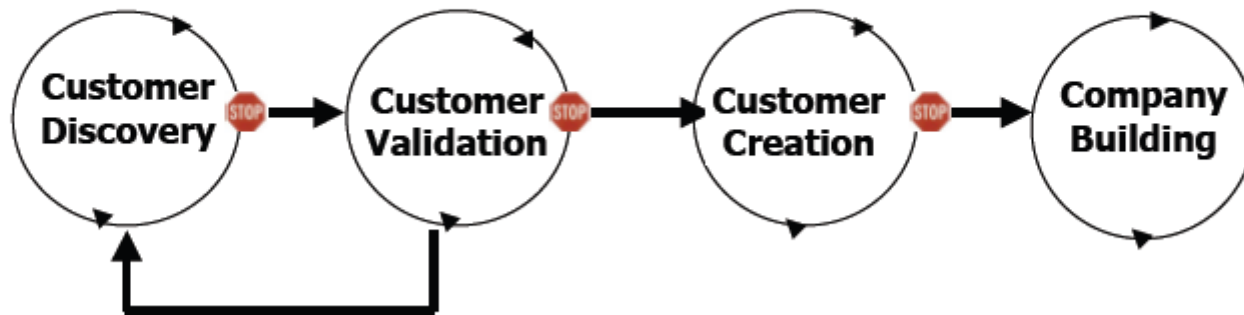 Customer
Discovery
STOP
Customer
Validation
STOP
Customer
Creation
STOP
Company
Building